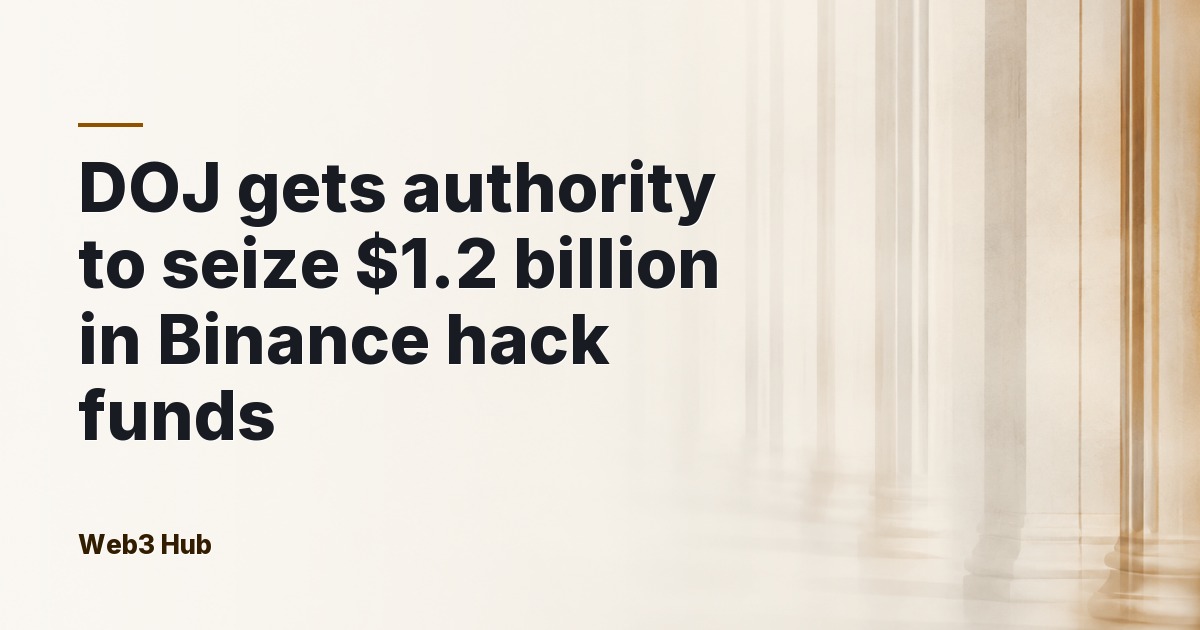 DOJ gets authority
to seize $1.2 billion
in Binance hack
funds
Web3 Hub